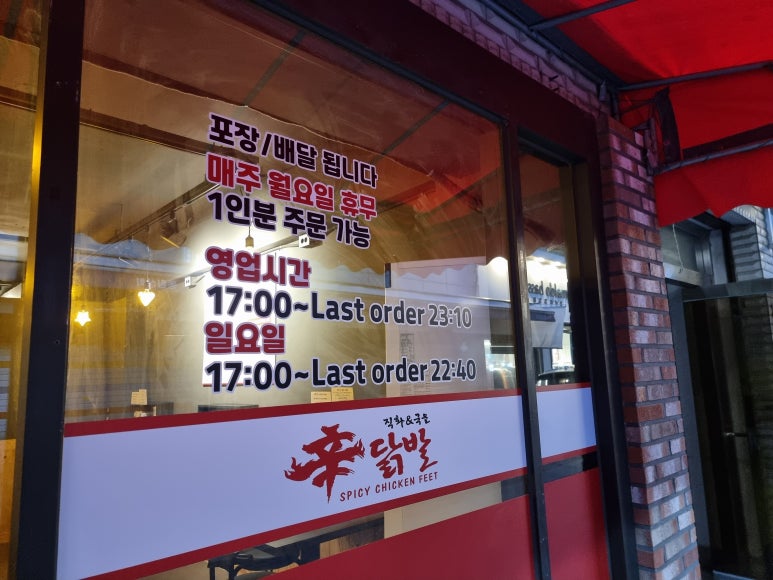 포장/배달 됩니다
매주 월요일 휴무
1인분 주문 가능
영업시간
17:00~Last order 23:10
일요일
17:00~Last order 22:40
직화&국물
辛 닭발
SPICY CHICKEN FEET